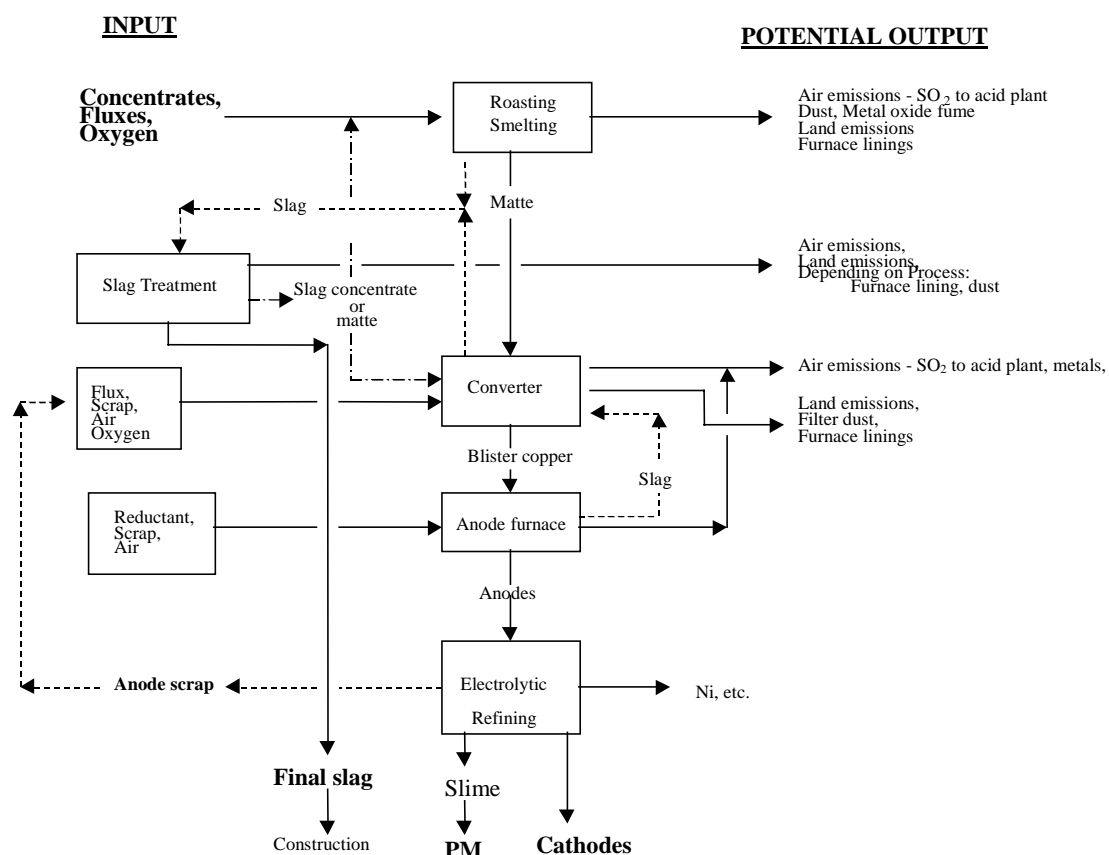 INPUT
POTENTIAL OUTPUT
Concentrates,
Fluxes,
Oxygen
Roasting
Smelting
Air emissions - SO2 to acid plant
Dust, Metal oxide fume
Land emissions
Furnace linings
Slag
Matte
Slag Treatment
Slag concentrate
or
matte
Air emissions,
Land emissions,
Depending on Process:
Furnace lining, dust
Converter
Air emissions - SO2 to acid plant, metals,
Flux,
Scrap,
Air
Oxygen
Land emissions,
Filter dust,
Furnace linings
Blister copper
Slag
Reductant,
Scrap,
Air
Anode furnace
Anodes
Anode scrap
Electrolytic
Refining
Ni, etc.
Final slag
Slime
Construction
PM
Cathodes